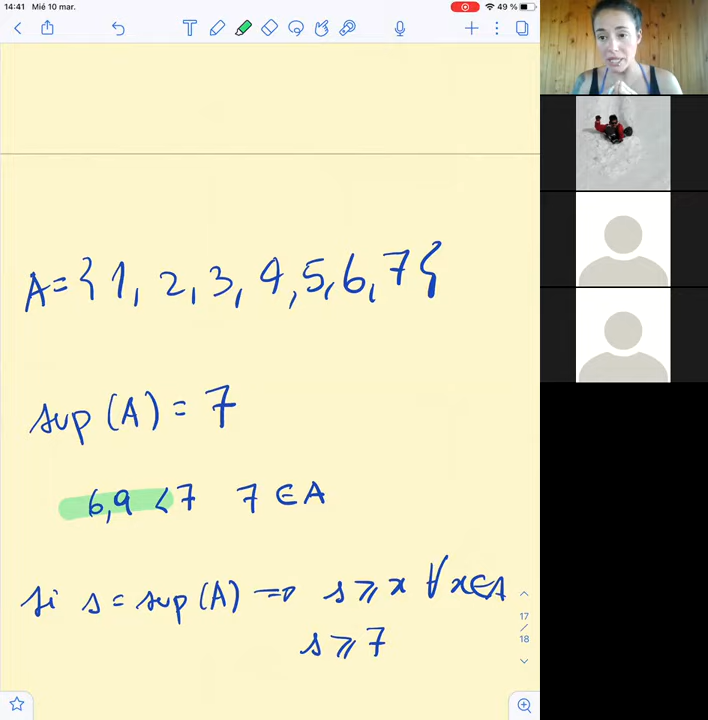 14:41 Mié 10 mar.
49 %
A={1, 2, 3, 4, 5, 6, 7{
sup (A) = 7
6,9 < 7 7 ∈ A
si s = sup (A) ⇒ s ⩾ x ∀x∈A
s ⩾ 7
17
/
18